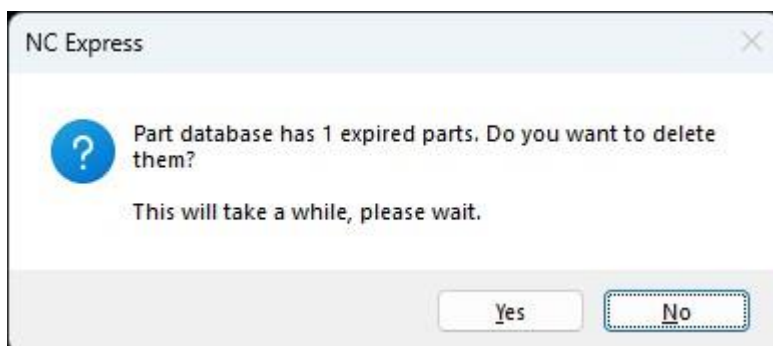 NC Express
Part database has 1 expired parts. Do you want to delete
them?
This will take a while, please wait.
Yes
No